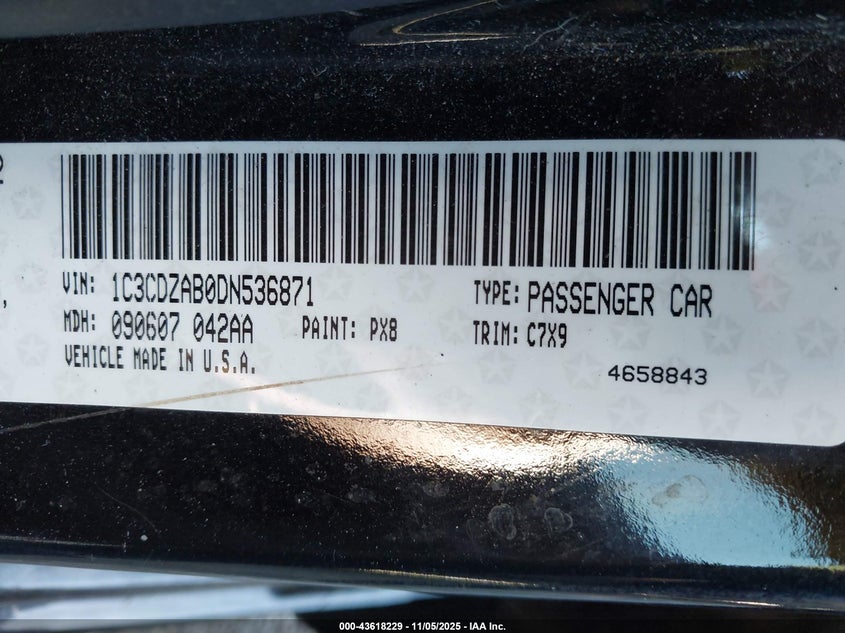 VIN: 1C3CDZAB0DN536871 TYPE: PASSENGER CAR
MDH: 090607 042AA PAINT: PX8 TRIM: C7X9
VEHICLE MADE IN U.S.A.
4658843
000-43618229 - 11/05/2025 - IAA Inc.